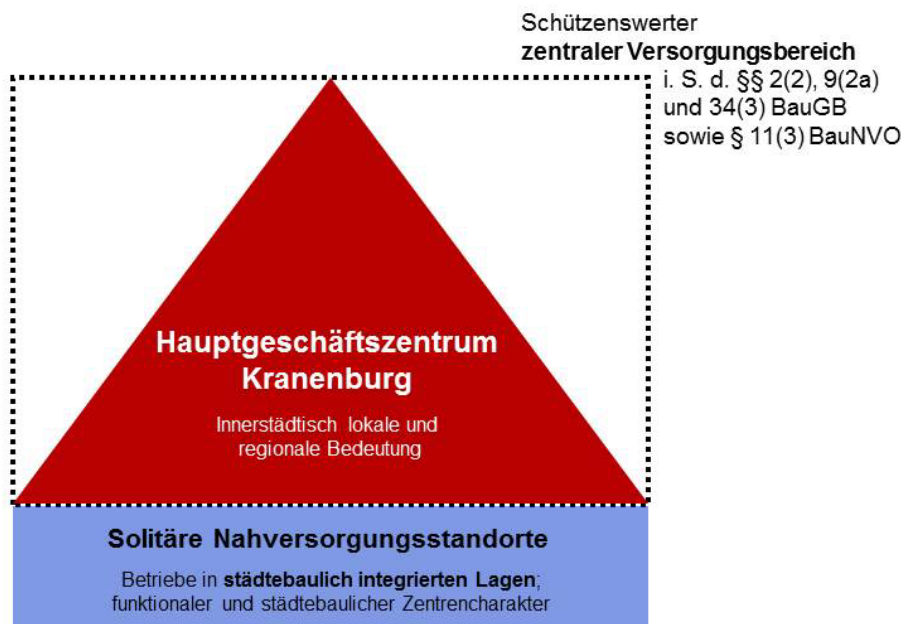 Schützenswerter
zentraler Versorgungsbereich
i. S. d. §§ 2(2), 9(2a)
und 34(3) BauGB
sowie § 11(3) BauNVO
Hauptgeschäftszentrum
Kranenburg
Innerstädtisch lokale und
regionale Bedeutung
Solitäre Nahversorgungsstandorte
Betriebe in städtebaulich integrierten Lagen;
funktionaler und städtebaulicher Zentrencharakter